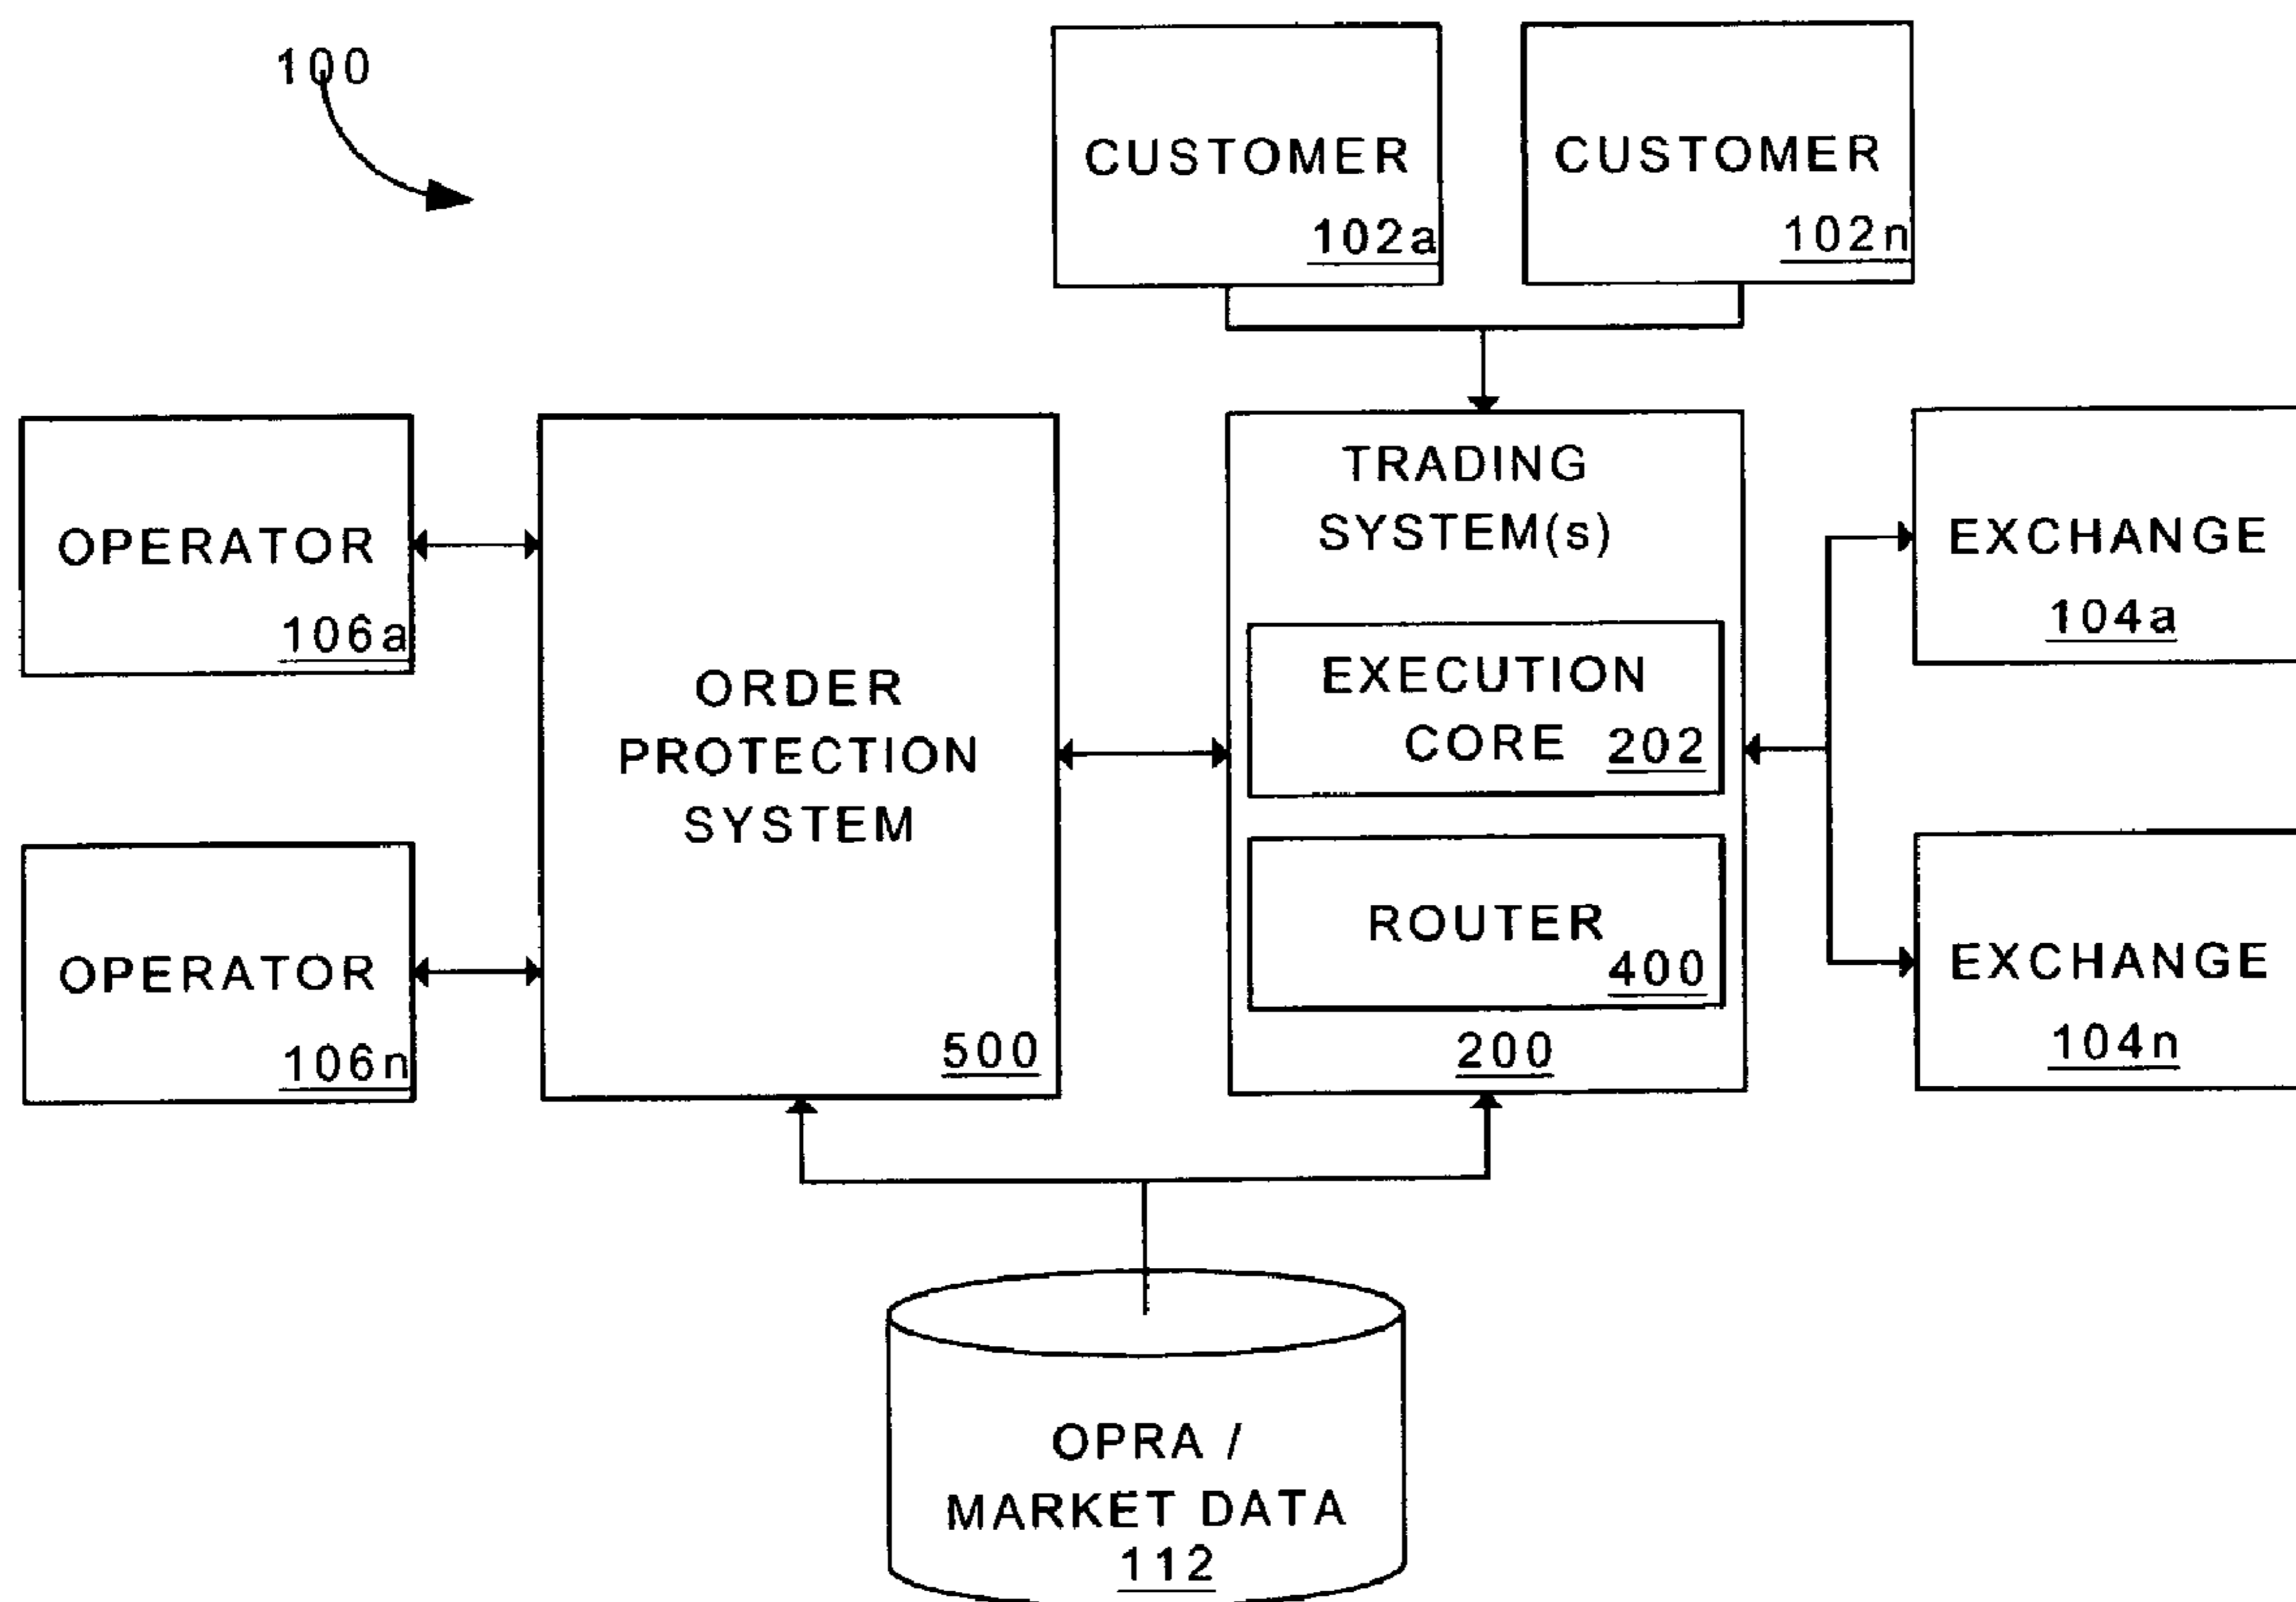 100
CUSTOMER
102a
CUSTOMER
102n
OPERATOR
106a
OPERATOR
106n
ORDER
PROTECTION
SYSTEM
500
TRADING
SYSTEM(s)
EXECUTION
CORE 202
ROUTER
400
200
EXCHANGE
104a
EXCHANGE
104n
OPRA /
MARKET DATA
112